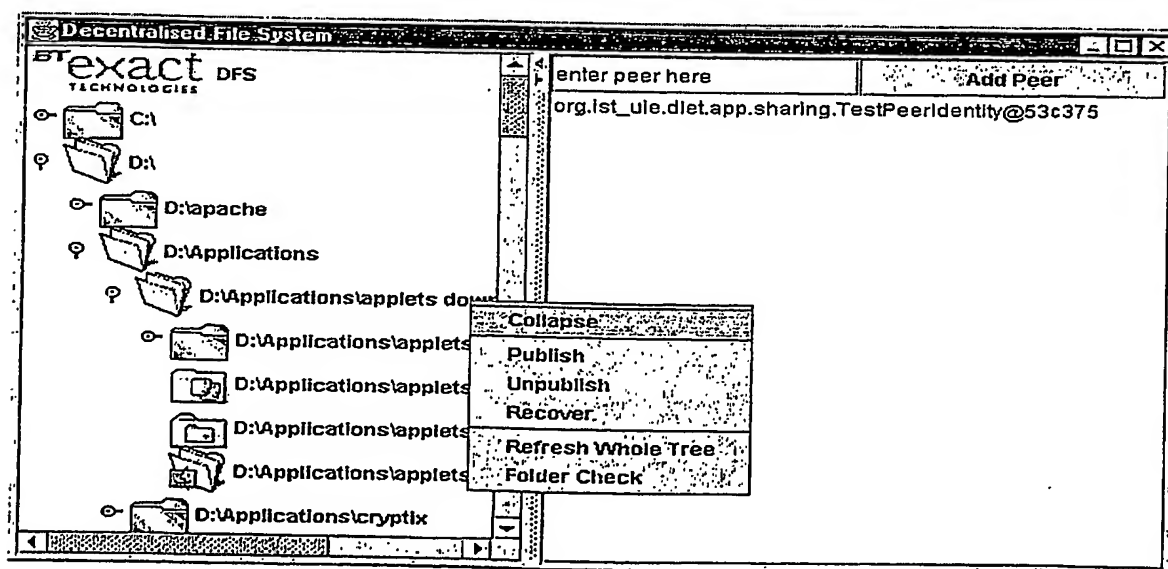 Decentralised File System
BT exact DFS
TECHNOLOGIES
C:\
D:\
D:\apache
D:\Applications
D:\Applications\applets
D:\Applications\applets
D:\Applications\applets
D:\Applications\applets
D:\Applications\applets
D:\Applications\cryptix
enter peer here
Add Peer
org.ist_ule.diet.app.sharing.TestPeerIdentity@53c375
Collapse
Publish
Unpublish
Recover
Refresh Whole Tree
Folder Check